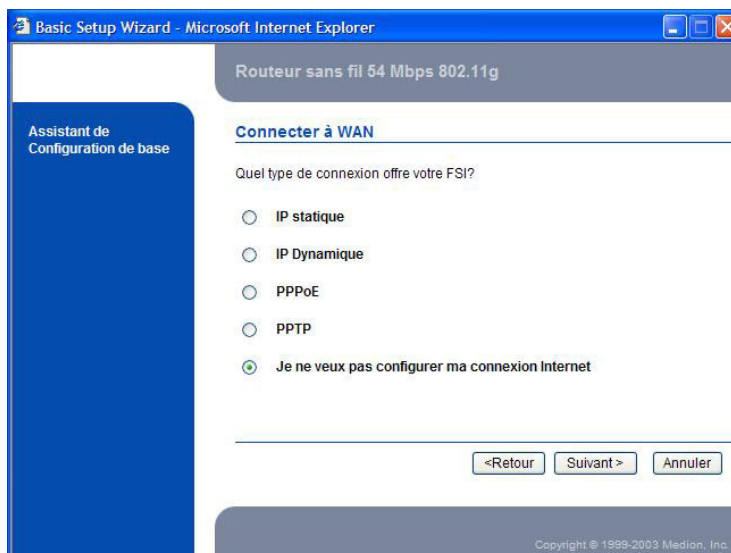 Basic Setup Wizard - Microsoft Internet Explorer
Routeur sans fil 54 Mbps 802.11g
Assistant de
Configuration de base
Connecter à WAN
Quel type de connexion offre votre FSI?
IP statique
IP Dynamique
PPPoE
PPTP
Je ne veux pas configurer ma connexion Internet
<Retour
Suivant >
Annuler
Copyright © 1999-2003 Medion, Inc.